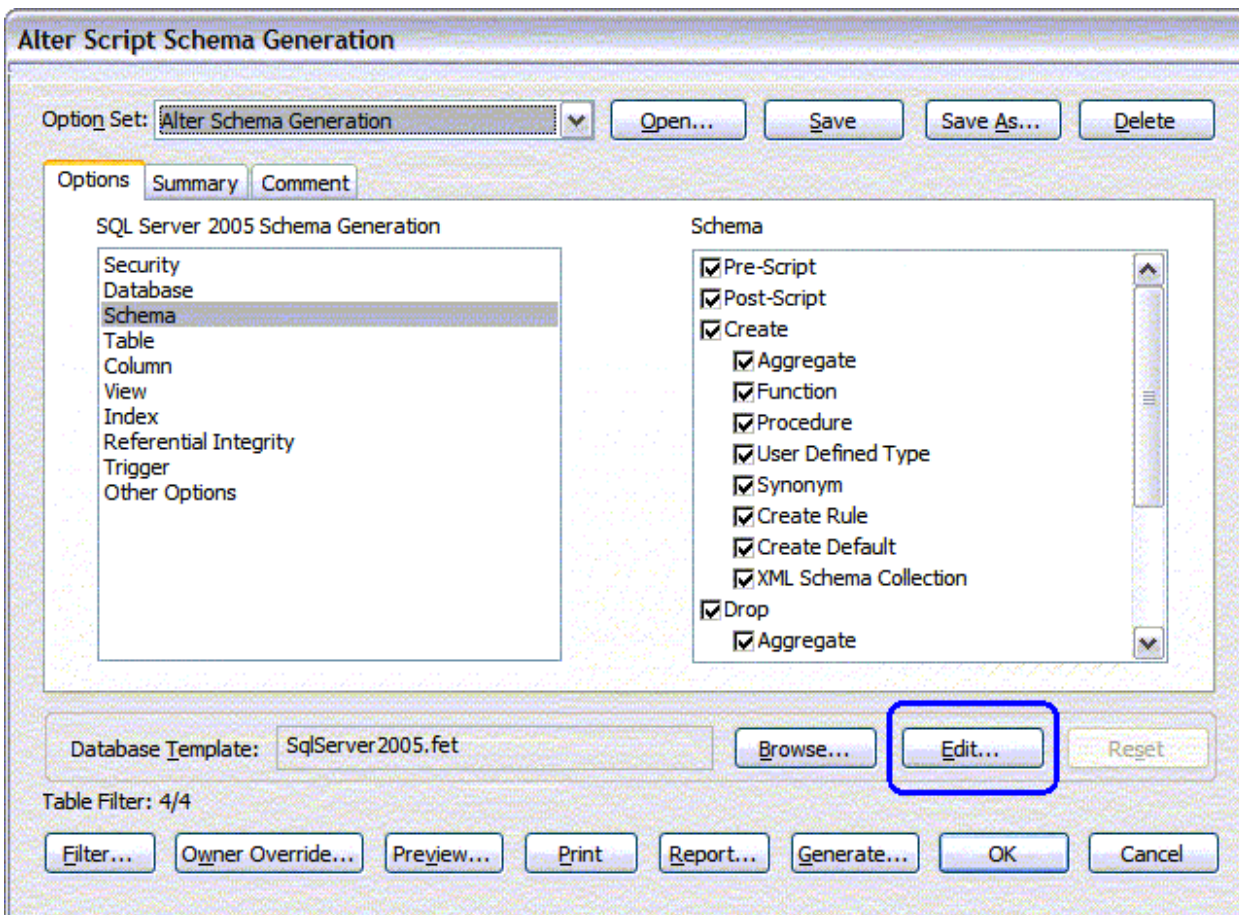 Alter Script Schema Generation
Option Set: Alter Schema Generation Open... Save Save As... Delete
Options Summary Comment
SQL Server 2005 Schema Generation
Security
Database
Schema
Table
Column
View
Index
Referential Integrity
Trigger
Other Options
Schema
Pre-Script
Post-Script
Create
Aggregate
Function
Procedure
User Defined Type
Synonym
Create Rule
Create Default
XML Schema Collection
Drop
Aggregate
Database Template: SqlServer2005.fet Browse... Edit... Reset
Table Filter: 4/4
Filter... Owner Override... Preview... Print Report... Generate... OK Cancel